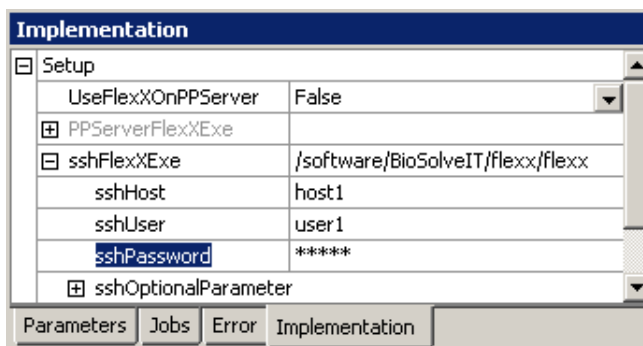 Implementation
Setup
UseFlexXOnPPServer False
PPServerFlexXExe
sshFlexXExe /software/BioSolveIT/flexx/flexx
sshHost host1
sshUser user1
sshPassword *****
sshOptionalParameter
Parameters Jobs Error Implementation